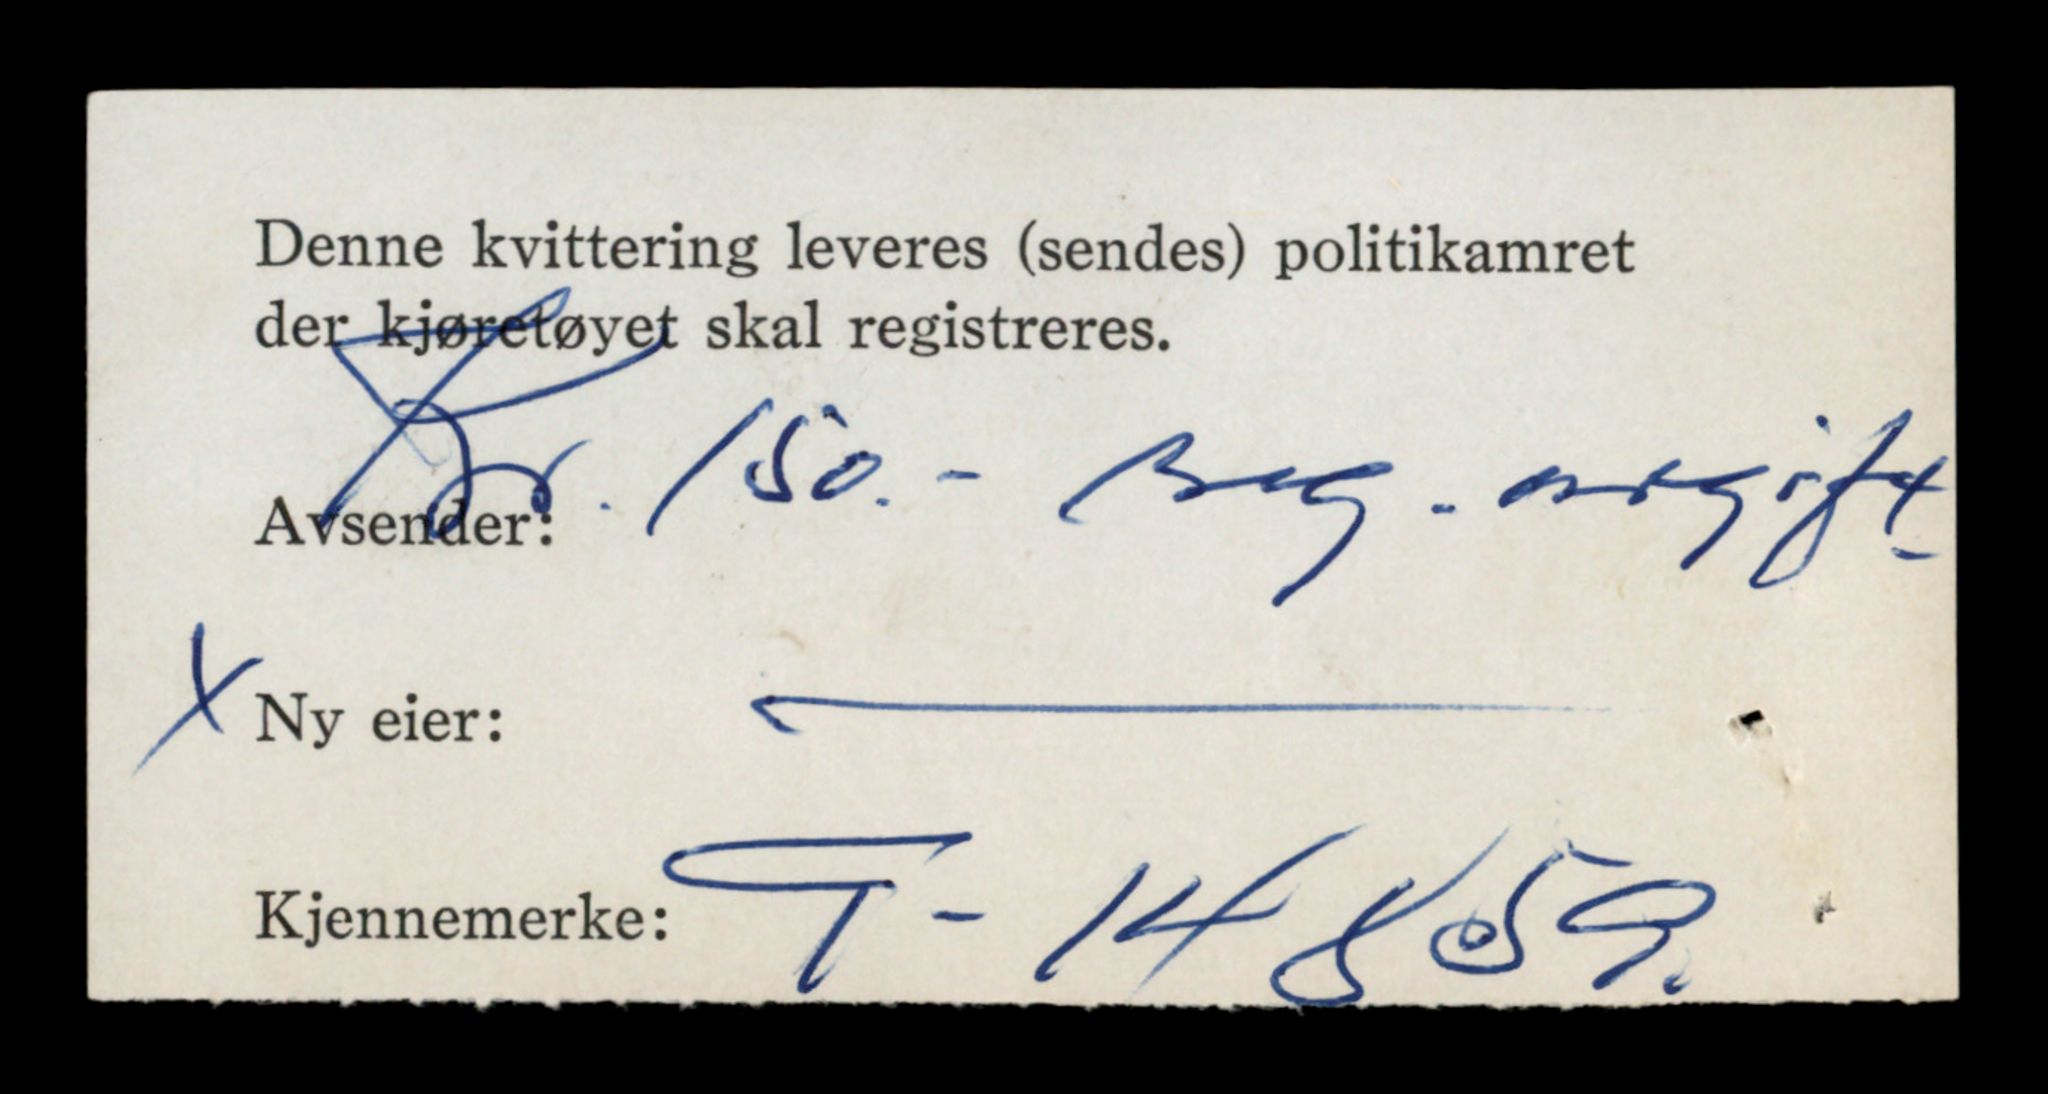 Denne kvittering leveres (sendes) politikamret
der kjøretøyet skal registreres.
Kr. 150.- Reg. avgift
Avsender:
X Ny eier:
Kjennemerke: T-14859.